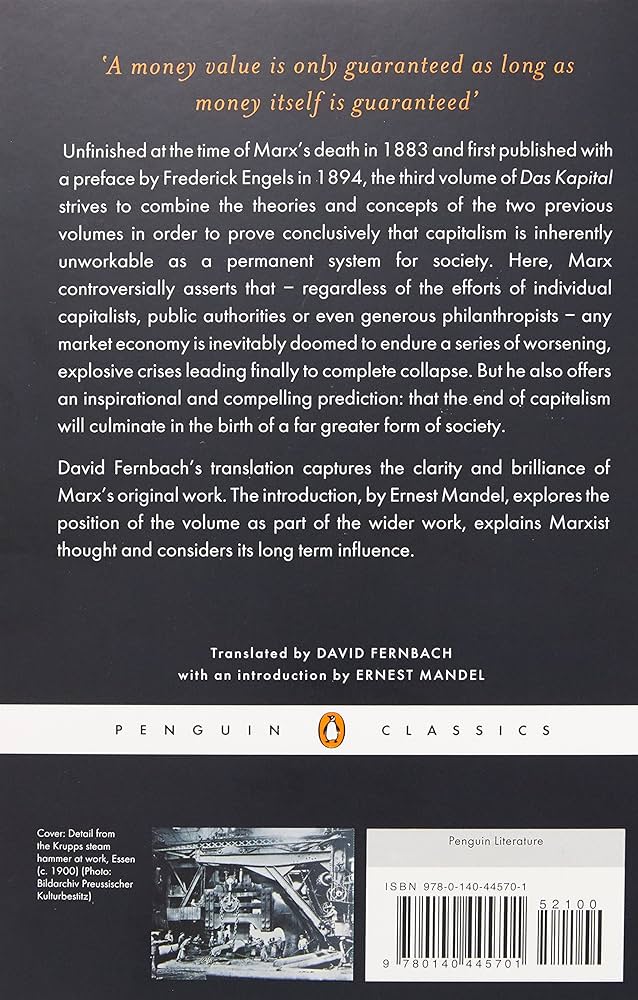 ‘A money value is only guaranteed as long as
money itself is guaranteed’
Unfinished at the time of Marx’s death in 1883 and first published with
a preface by Frederick Engels in 1894, the third volume of Das Kapital
strives to combine the theories and concepts of the two previous
volumes in order to prove conclusively that capitalism is inherently
unworkable as a permanent system for society. Here, Marx
controversially asserts that – regardless of the efforts of individual
capitalists, public authorities or even generous philanthropists – any
market economy is inevitably doomed to endure a series of worsening,
explosive crises leading finally to complete collapse. But he also offers
an inspirational and compelling prediction: that the end of capitalism
will culminate in the birth of a far greater form of society.
David Fernbach’s translation captures the clarity and brilliance of
Marx’s original work. The introduction, by Ernest Mandel, explores the
position of the volume as part of the wider work, explains Marxist
thought and considers its long term influence.
Translated by DAVID FERNBACH
with an introduction by ERNEST MANDEL
PENGUIN CLASSICS
Cover: Detail from
the Krupps steam
hammer at work, Essen
(c. 1900) (Photo:
Bildarchiv Preussischer
Kulturbestitz)
Penguin Literature
ISBN 978-0-140-44570-1
52100
9 780140 445701